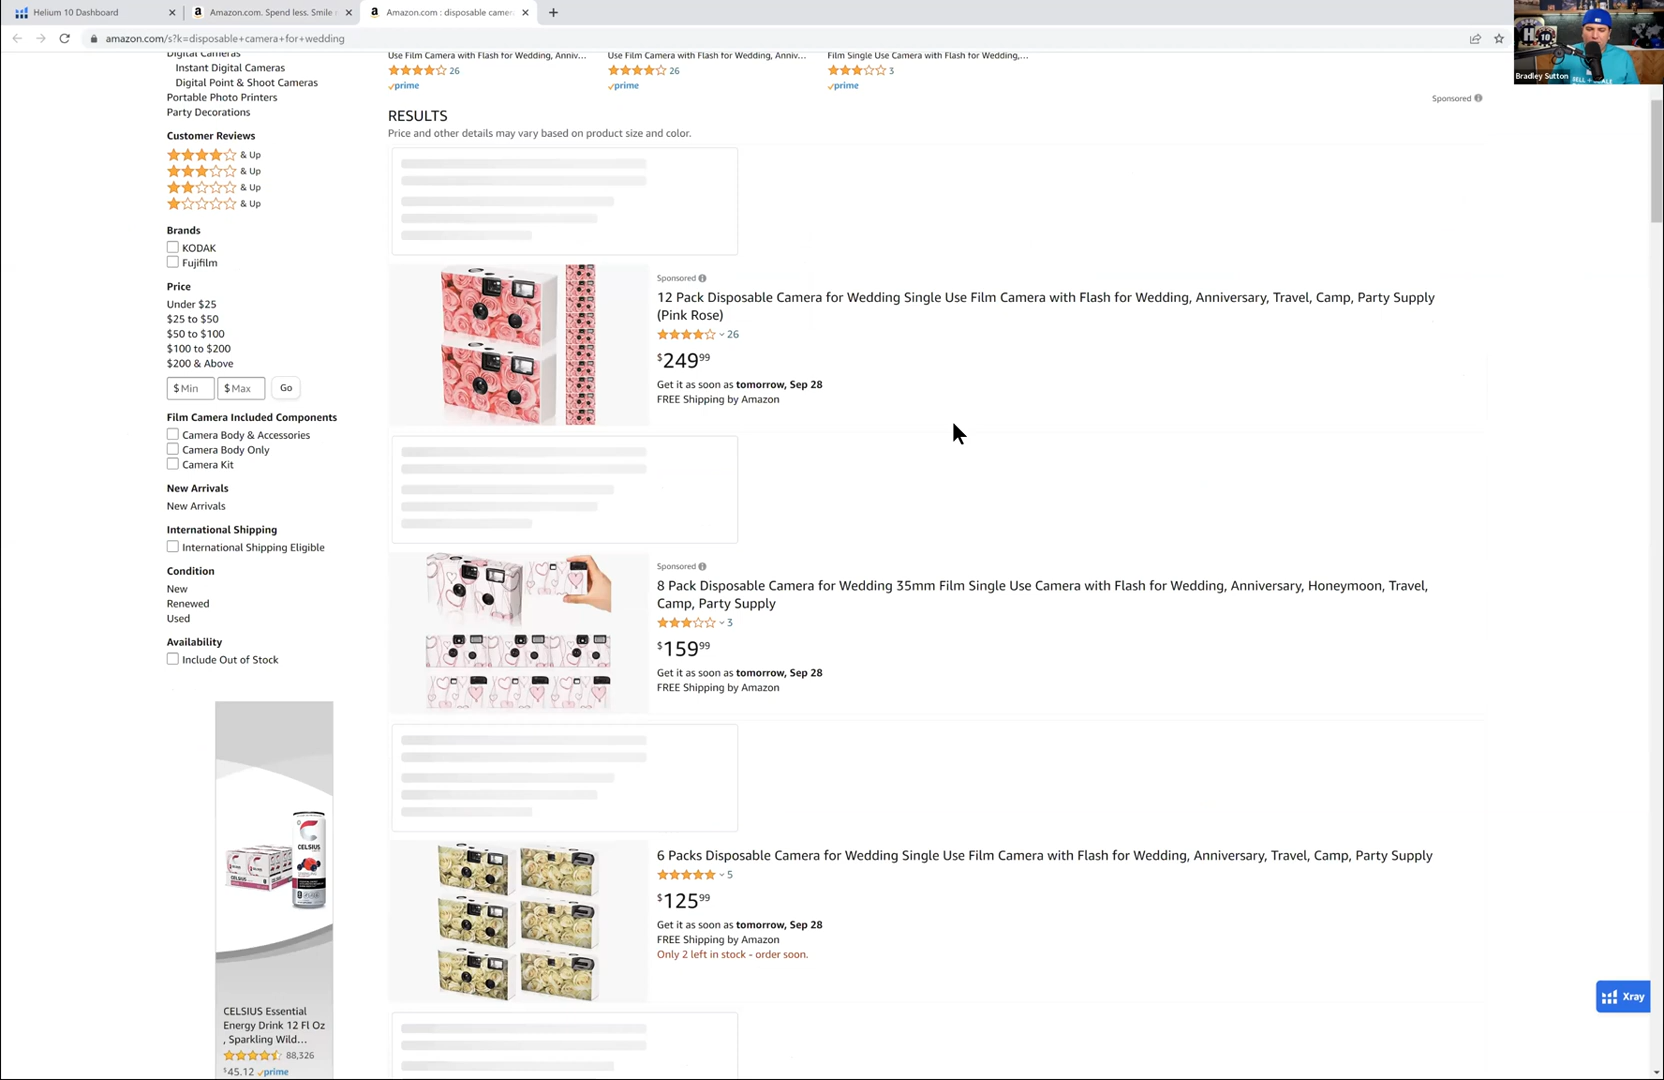 Helium 10 Dashboard
Amazon.com. Spend less. Smile
Amazon.com : disposable camer
amazon.com/s?k=disposable+camera+for+wedding
Bradley Sutton
Digital Cameras
Instant Digital Cameras
Digital Point & Shoot Cameras
Portable Photo Printers
Party Decorations
Customer Reviews
& Up
& Up
& Up
& Up
Brands
KODAK
Fujifilm
Price
Under $25
$25 to $50
$50 to $100
$100 to $200
$200 & Above
$ Min
$ Max
Go
Film Camera Included Components
Camera Body & Accessories
Camera Body Only
Camera Kit
New Arrivals
New Arrivals
International Shipping
International Shipping Eligible
Condition
New
Renewed
Used
Availability
Include Out of Stock
CELSIUS
CELSIUS Essential
Energy Drink 12 Fl Oz
, Sparkling Wild...
88,326
$45.12 prime
Use Film Camera with Flash for Wedding, Anniv...
26
prime
Use Film Camera with Flash for Wedding, Anniv...
26
prime
Film Single Use Camera with Flash for Wedding,...
3
prime
Sponsored
RESULTS
Price and other details may vary based on product size and color.
Sponsored
12 Pack Disposable Camera for Wedding Single Use Film Camera with Flash for Wedding, Anniversary, Travel, Camp, Party Supply
(Pink Rose)
26
$249 99
Get it as soon as tomorrow, Sep 28
FREE Shipping by Amazon
Sponsored
8 Pack Disposable Camera for Wedding 35mm Film Single Use Camera with Flash for Wedding, Anniversary, Honeymoon, Travel,
Camp, Party Supply
3
$159 99
Get it as soon as tomorrow, Sep 28
FREE Shipping by Amazon
6 Packs Disposable Camera for Wedding Single Use Film Camera with Flash for Wedding, Anniversary, Travel, Camp, Party Supply
5
$125 99
Get it as soon as tomorrow, Sep 28
FREE Shipping by Amazon
Only 2 left in stock - order soon.
Xray